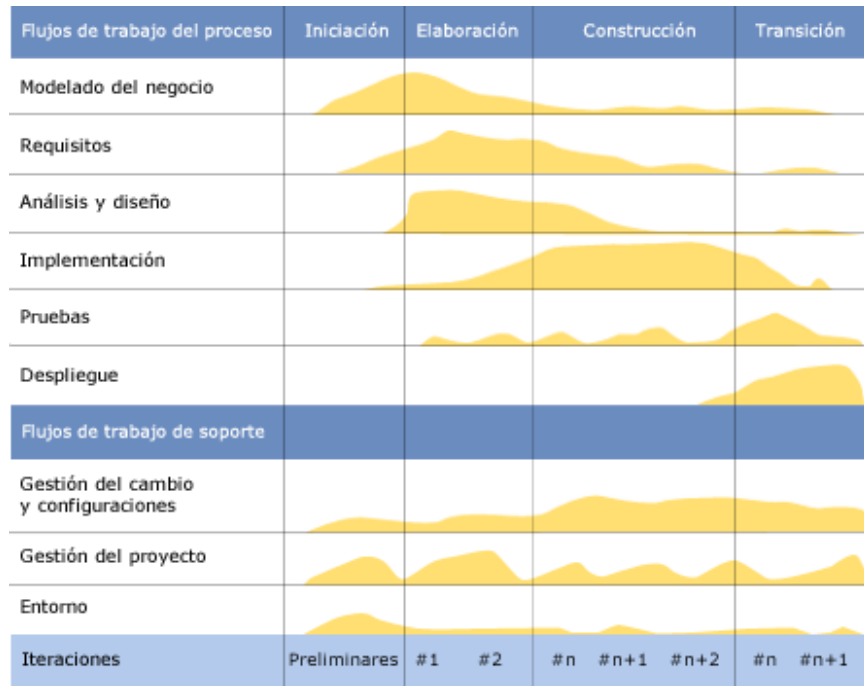 Flujos de trabajo del proceso Iniciación Elaboración Construcción Transición
Modelado del negocio
Requisitos
Análisis y diseño
Implementación
Pruebas
Despliegue
Flujos de trabajo de soporte
Gestión del cambio
y configuraciones
Gestión del proyecto
Entorno
Iteraciones Preliminares #1 #2 #n #n+1 #n+2 #n #n+1